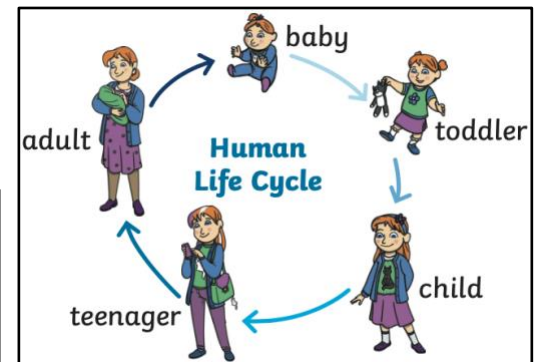 baby
toddler
adult
Human
Life Cycle
child
teenager